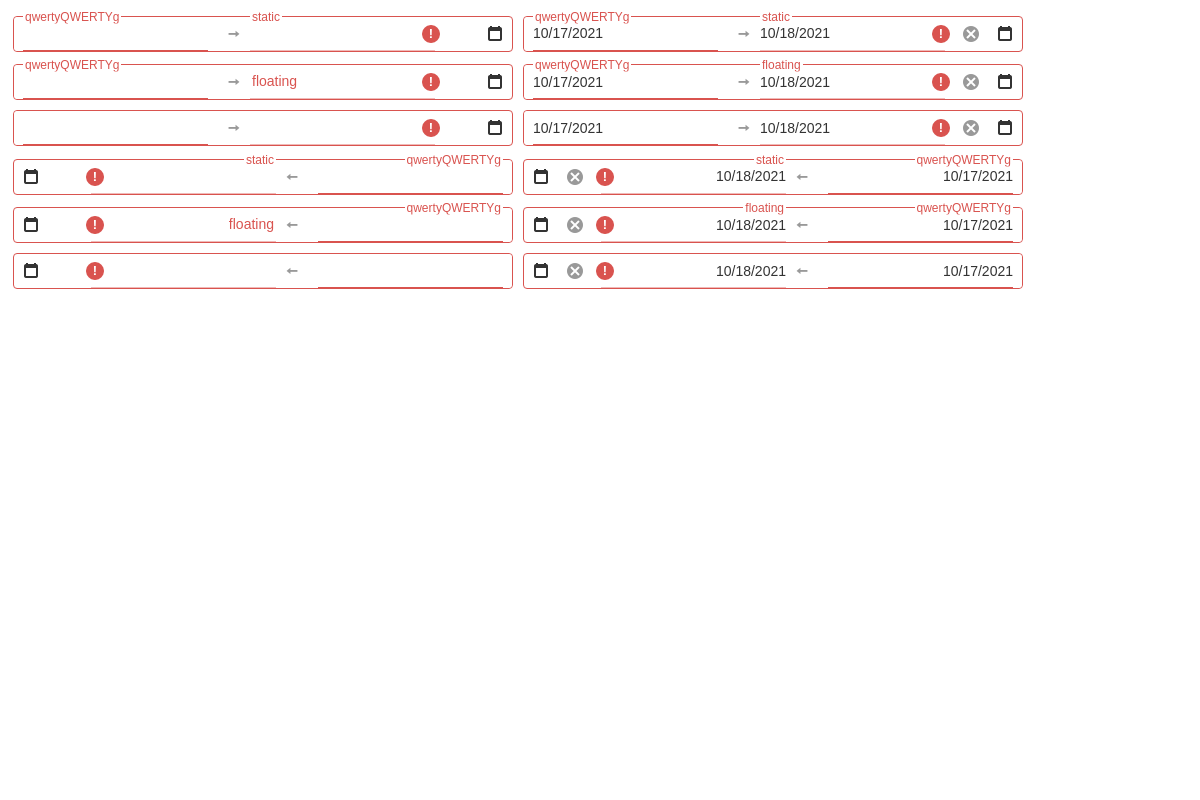 qwertyQWERTYg static qwertyQWERTYg static
10/17/2021 10/18/2021
qwertyQWERTYg qwertyQWERTYg floating
floating 10/17/2021 10/18/2021
10/17/2021 10/18/2021
static qwertyQWERTYg static qwertyQWERTYg
10/18/2021 10/17/2021
qwertyQWERTYg floating qwertyQWERTYg
floating 10/18/2021 10/17/2021
10/18/2021 10/17/2021